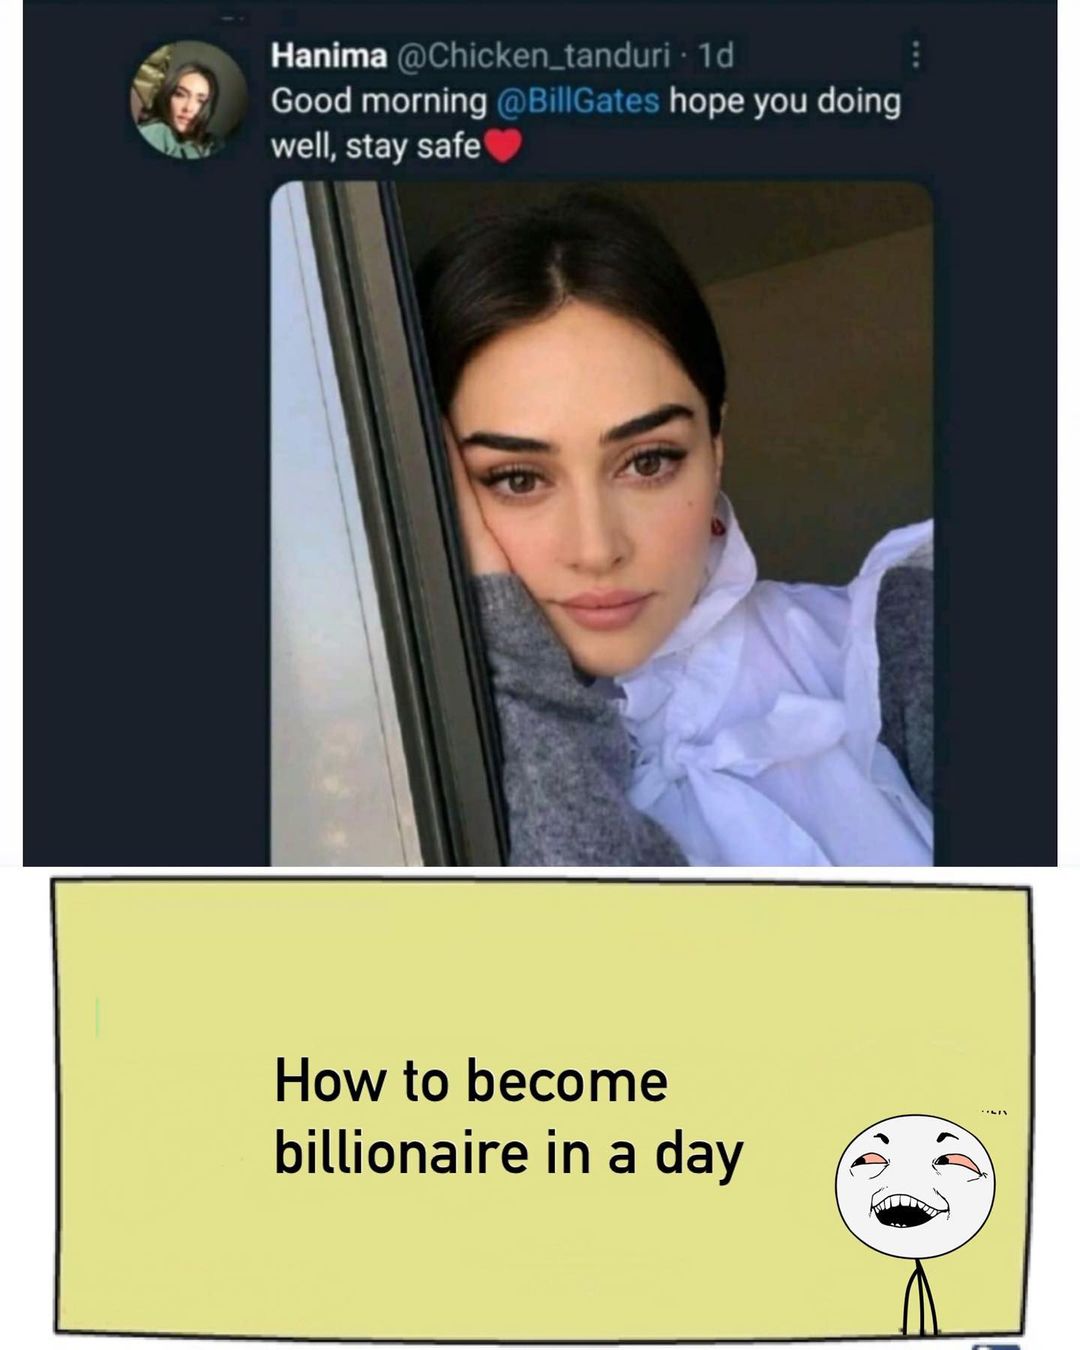 Hanima @Chicken_tanduri · 1d
Good morning @BillGates hope you doing
well, stay safe❤️
How to become
billionaire in a day